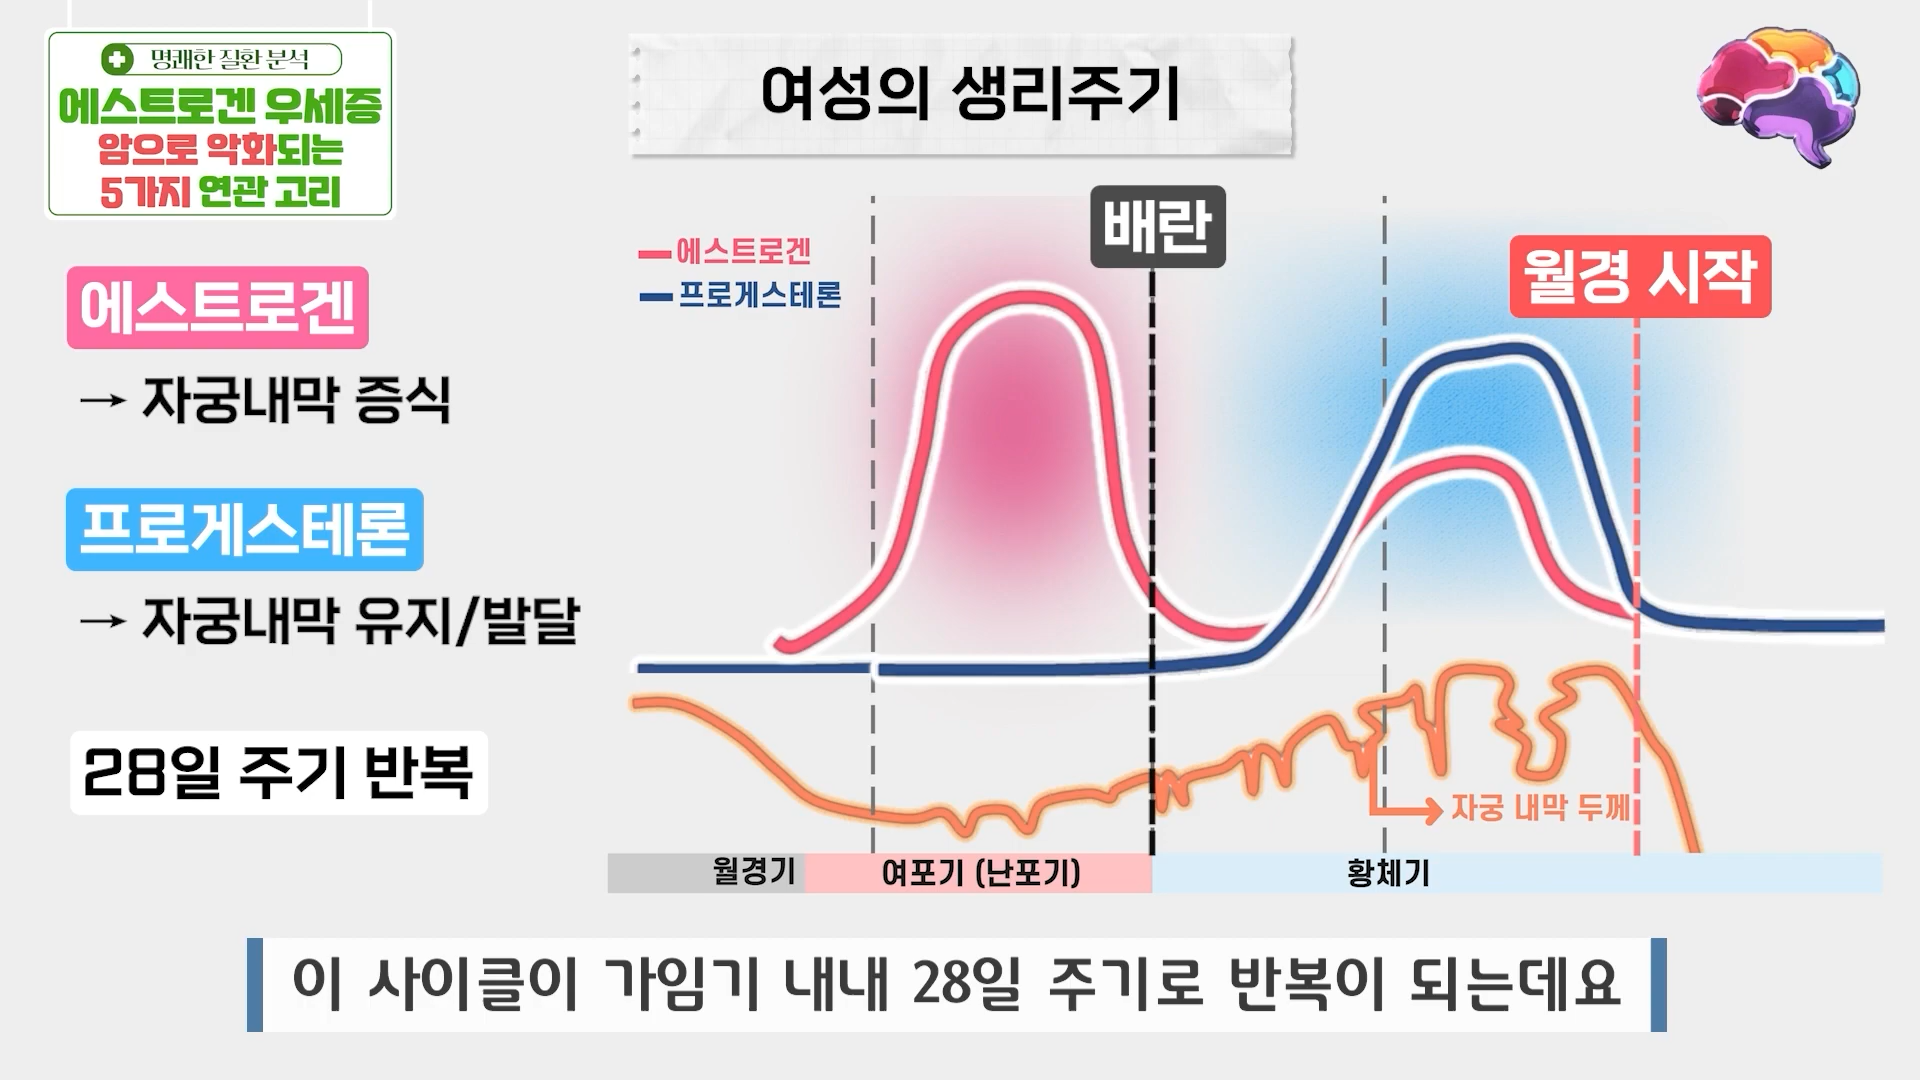 명쾌한 질환 분석
에스트로겐 우세증
암으로 악화되는
5가지 연관 고리
여성의 생리주기
에스트로겐
→ 자궁내막 증식
프로게스테론
→ 자궁내막 유지/발달
28일 주기 반복
에스트로겐
프로게스테론
배란
월경 시작
자궁 내막 두께
월경기
여포기 (난포기)
황체기
이 사이클이 가임기 내내 28일 주기로 반복이 되는데요